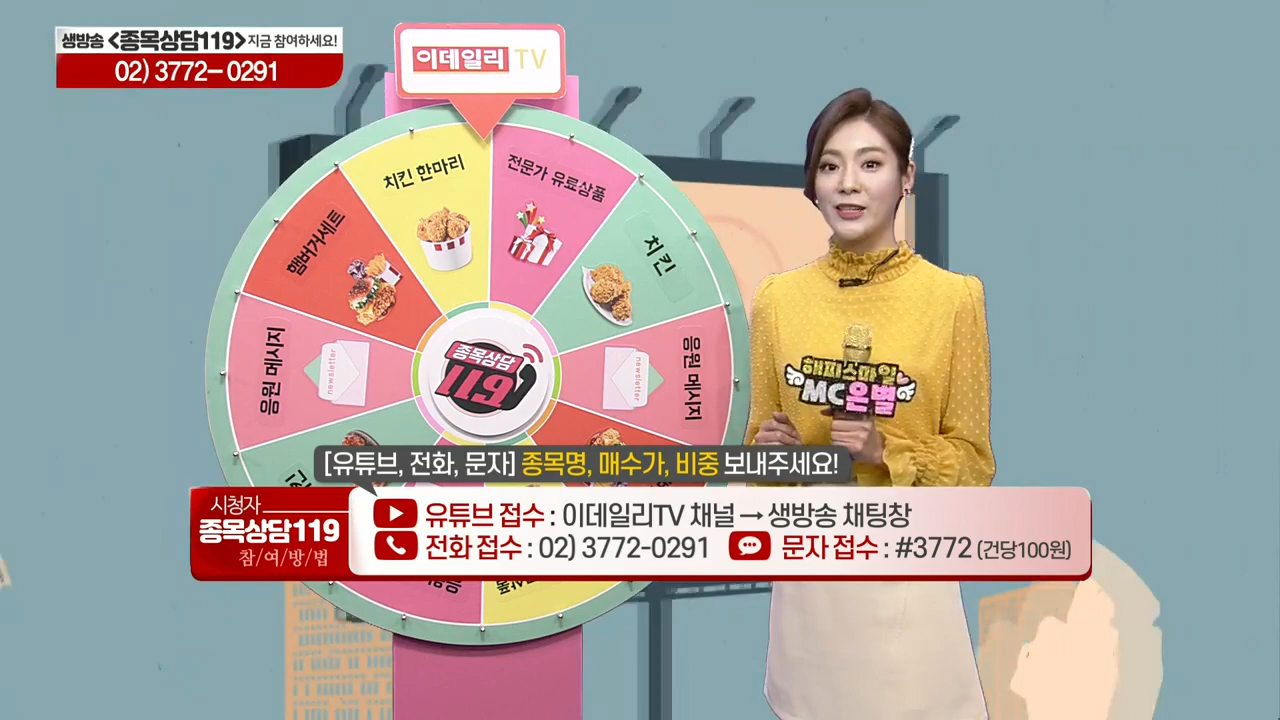 생방송 <종목상담119> 지금 참여하세요!
02) 3772-0291
이데일리 TV
치킨 한마리
전문가 유료상품
햄버거세트
치킨
응원 메시지
newsletter
newsletter
응원 메시지
종목상담
119
해피스마일
MC은별
[유튜브, 전화, 문자] 종목명, 매수가, 비중 보내주세요!
시청자
종목상담119
참/여/방/법
유튜브 접수 : 이데일리TV 채널 → 생방송 채팅창
전화 접수 : 02) 3772-0291 문자 접수 : #3772 (건당100원)